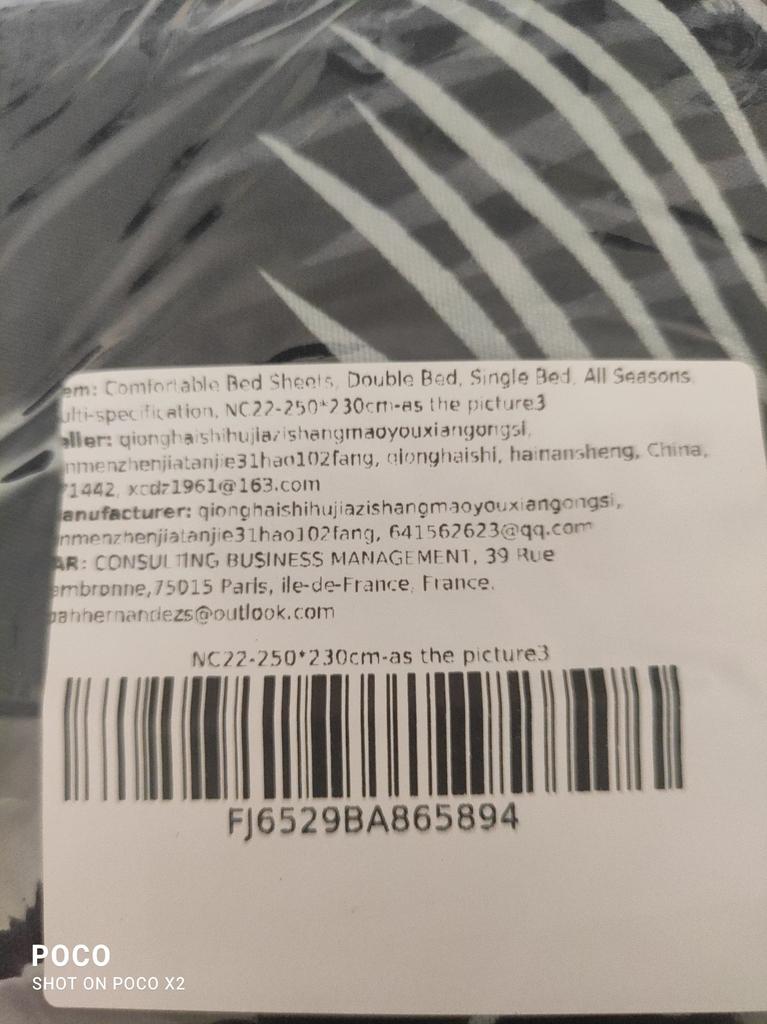 em: Comfortable Bed Sheets, Double Bed, Single Bed, All Seasons,
ulti-specification, NC22-250*230cm-as the picture3
eller: qionghaishihujiazishangmaoyouxiangongsi,
nmenzhenjiatanjie31hao102fang, qionghaishi, hainansheng, China,
71442, xcdz1961@163.com
anufacturer: qionghaishihujiazishangmaoyouxiangongsi,
nmenzhenjiatanjie31hao102fang, 641562623@qq.com
AR: CONSULTING BUSINESS MANAGEMENT, 39 Rue
ambronne,75015 Paris, ile-de-France, France.
ahhernandezs@outlook.com
NC22-250*230cm-as the picture3
FJ6529BA865894
POCO
SHOT ON POCO X2